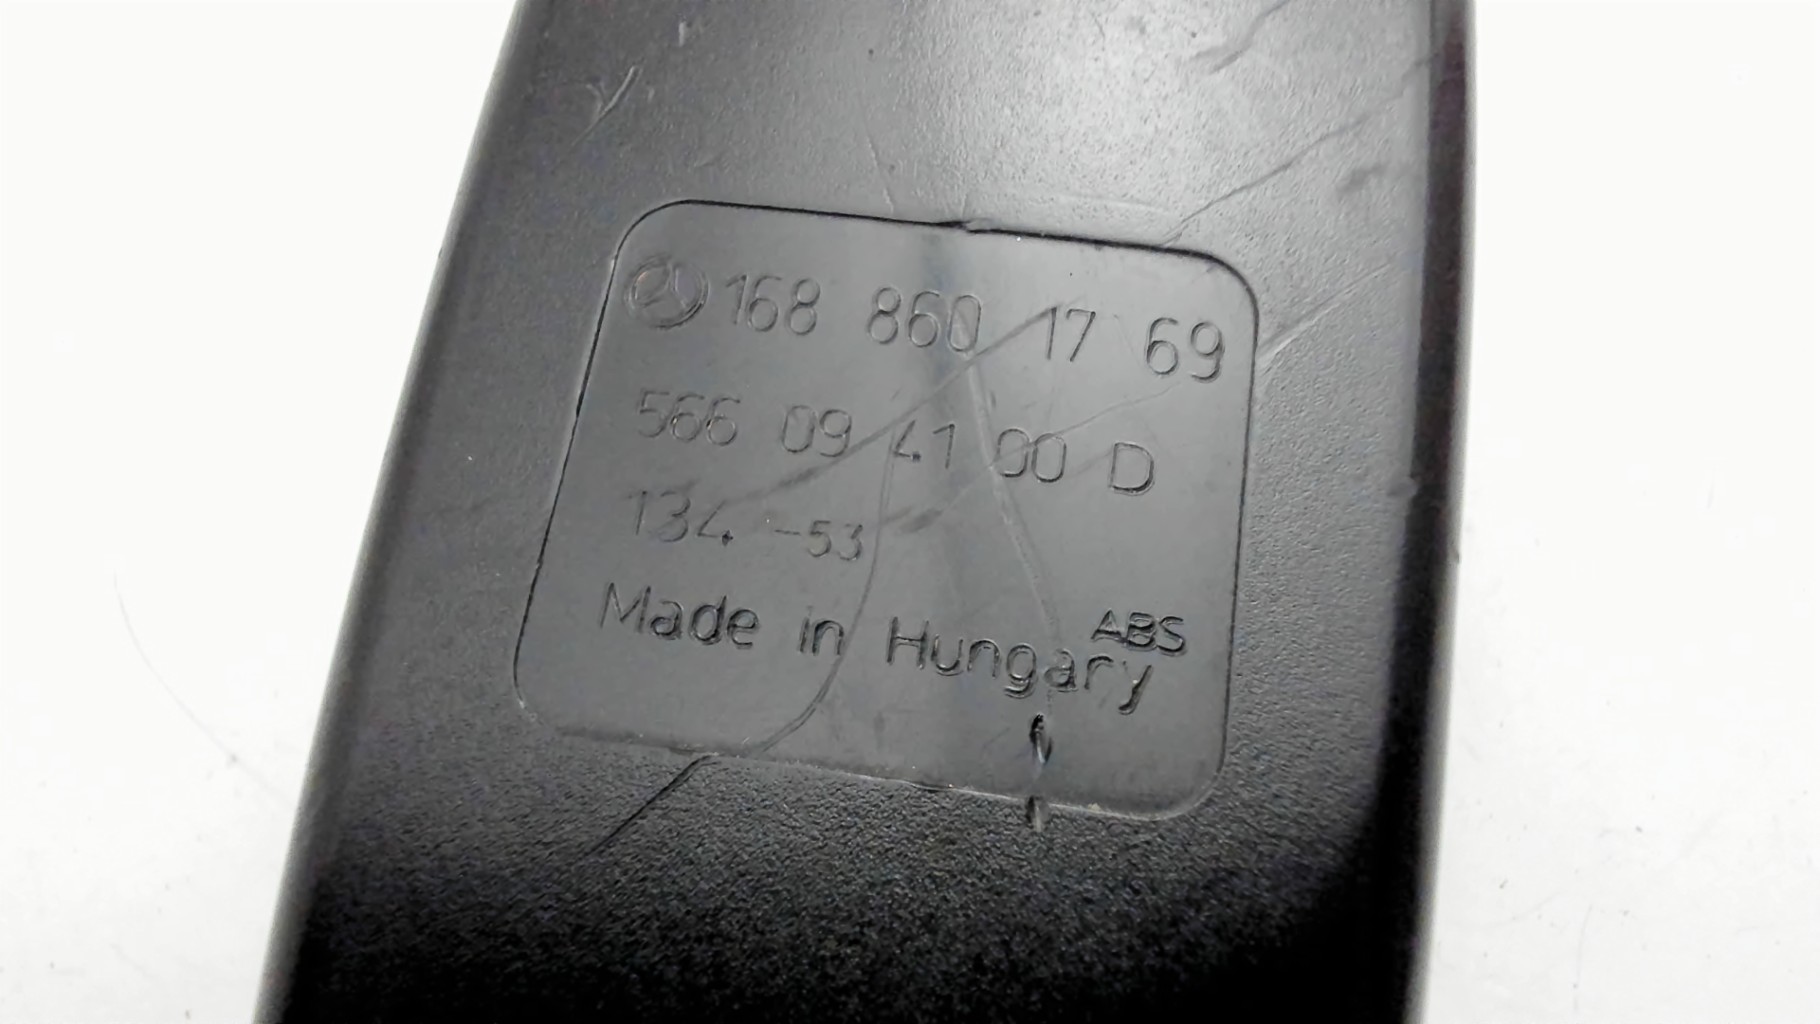 168 860 17 69
566 09 41 00 D
134 -53
ABS
Made in Hungary